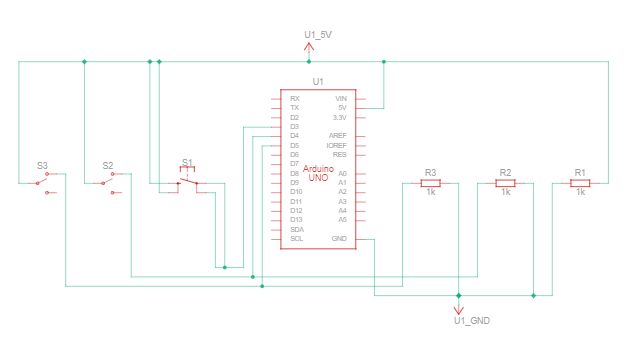 U1_5V
U1
RX VIN
TX 5V
D2 3.3V
D3
D4 AREF
D5 IOREF
D6 RES
D7
D8 A0
D9 A1
D10 A2
D11 A3
D12 A4
D13 A5
SDA
SCL GND
Arduino
UNO
S3
S2
S1
R3
1k
R2
1k
R1
1k
U1_GND